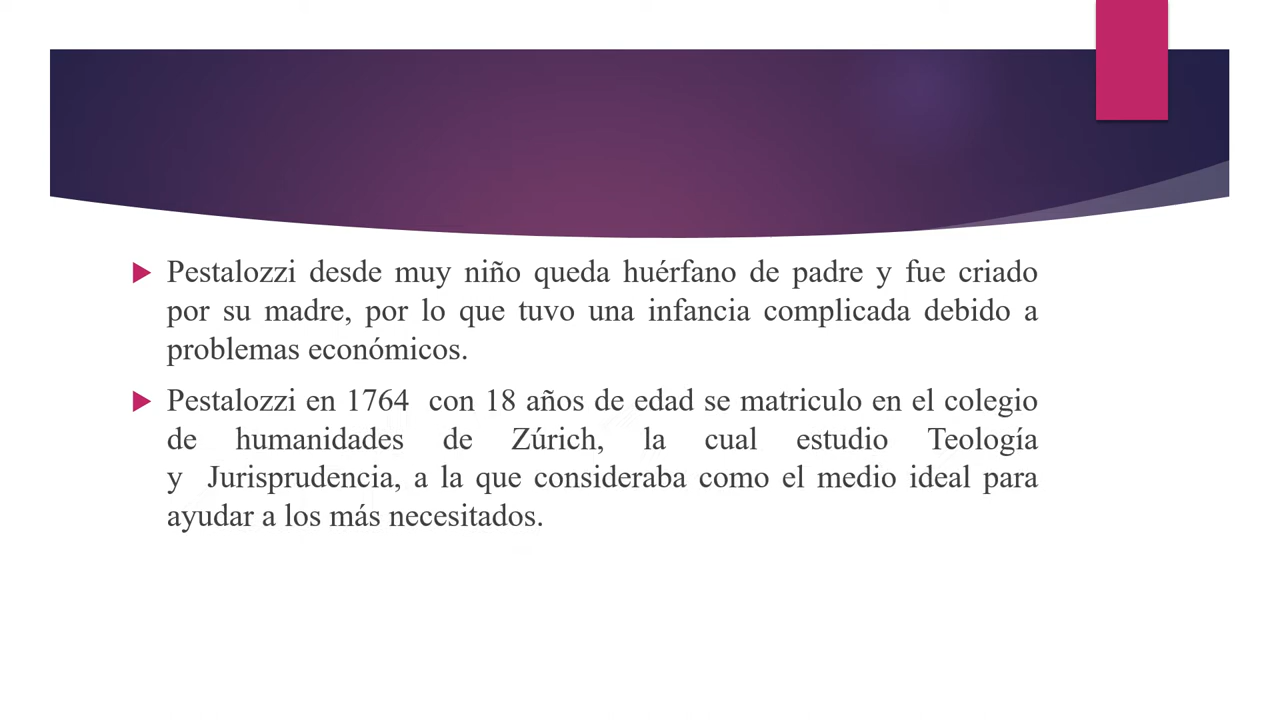 Pestalozzi desde muy niño queda huérfano de padre y fue criado
por su madre, por lo que tuvo una infancia complicada debido a
problemas económicos.
Pestalozzi en 1764  con 18 años de edad se matriculo en el colegio
de humanidades de Zúrich, la cual estudio Teología
y  Jurisprudencia, a la que consideraba como el medio ideal para
ayudar a los más necesitados.